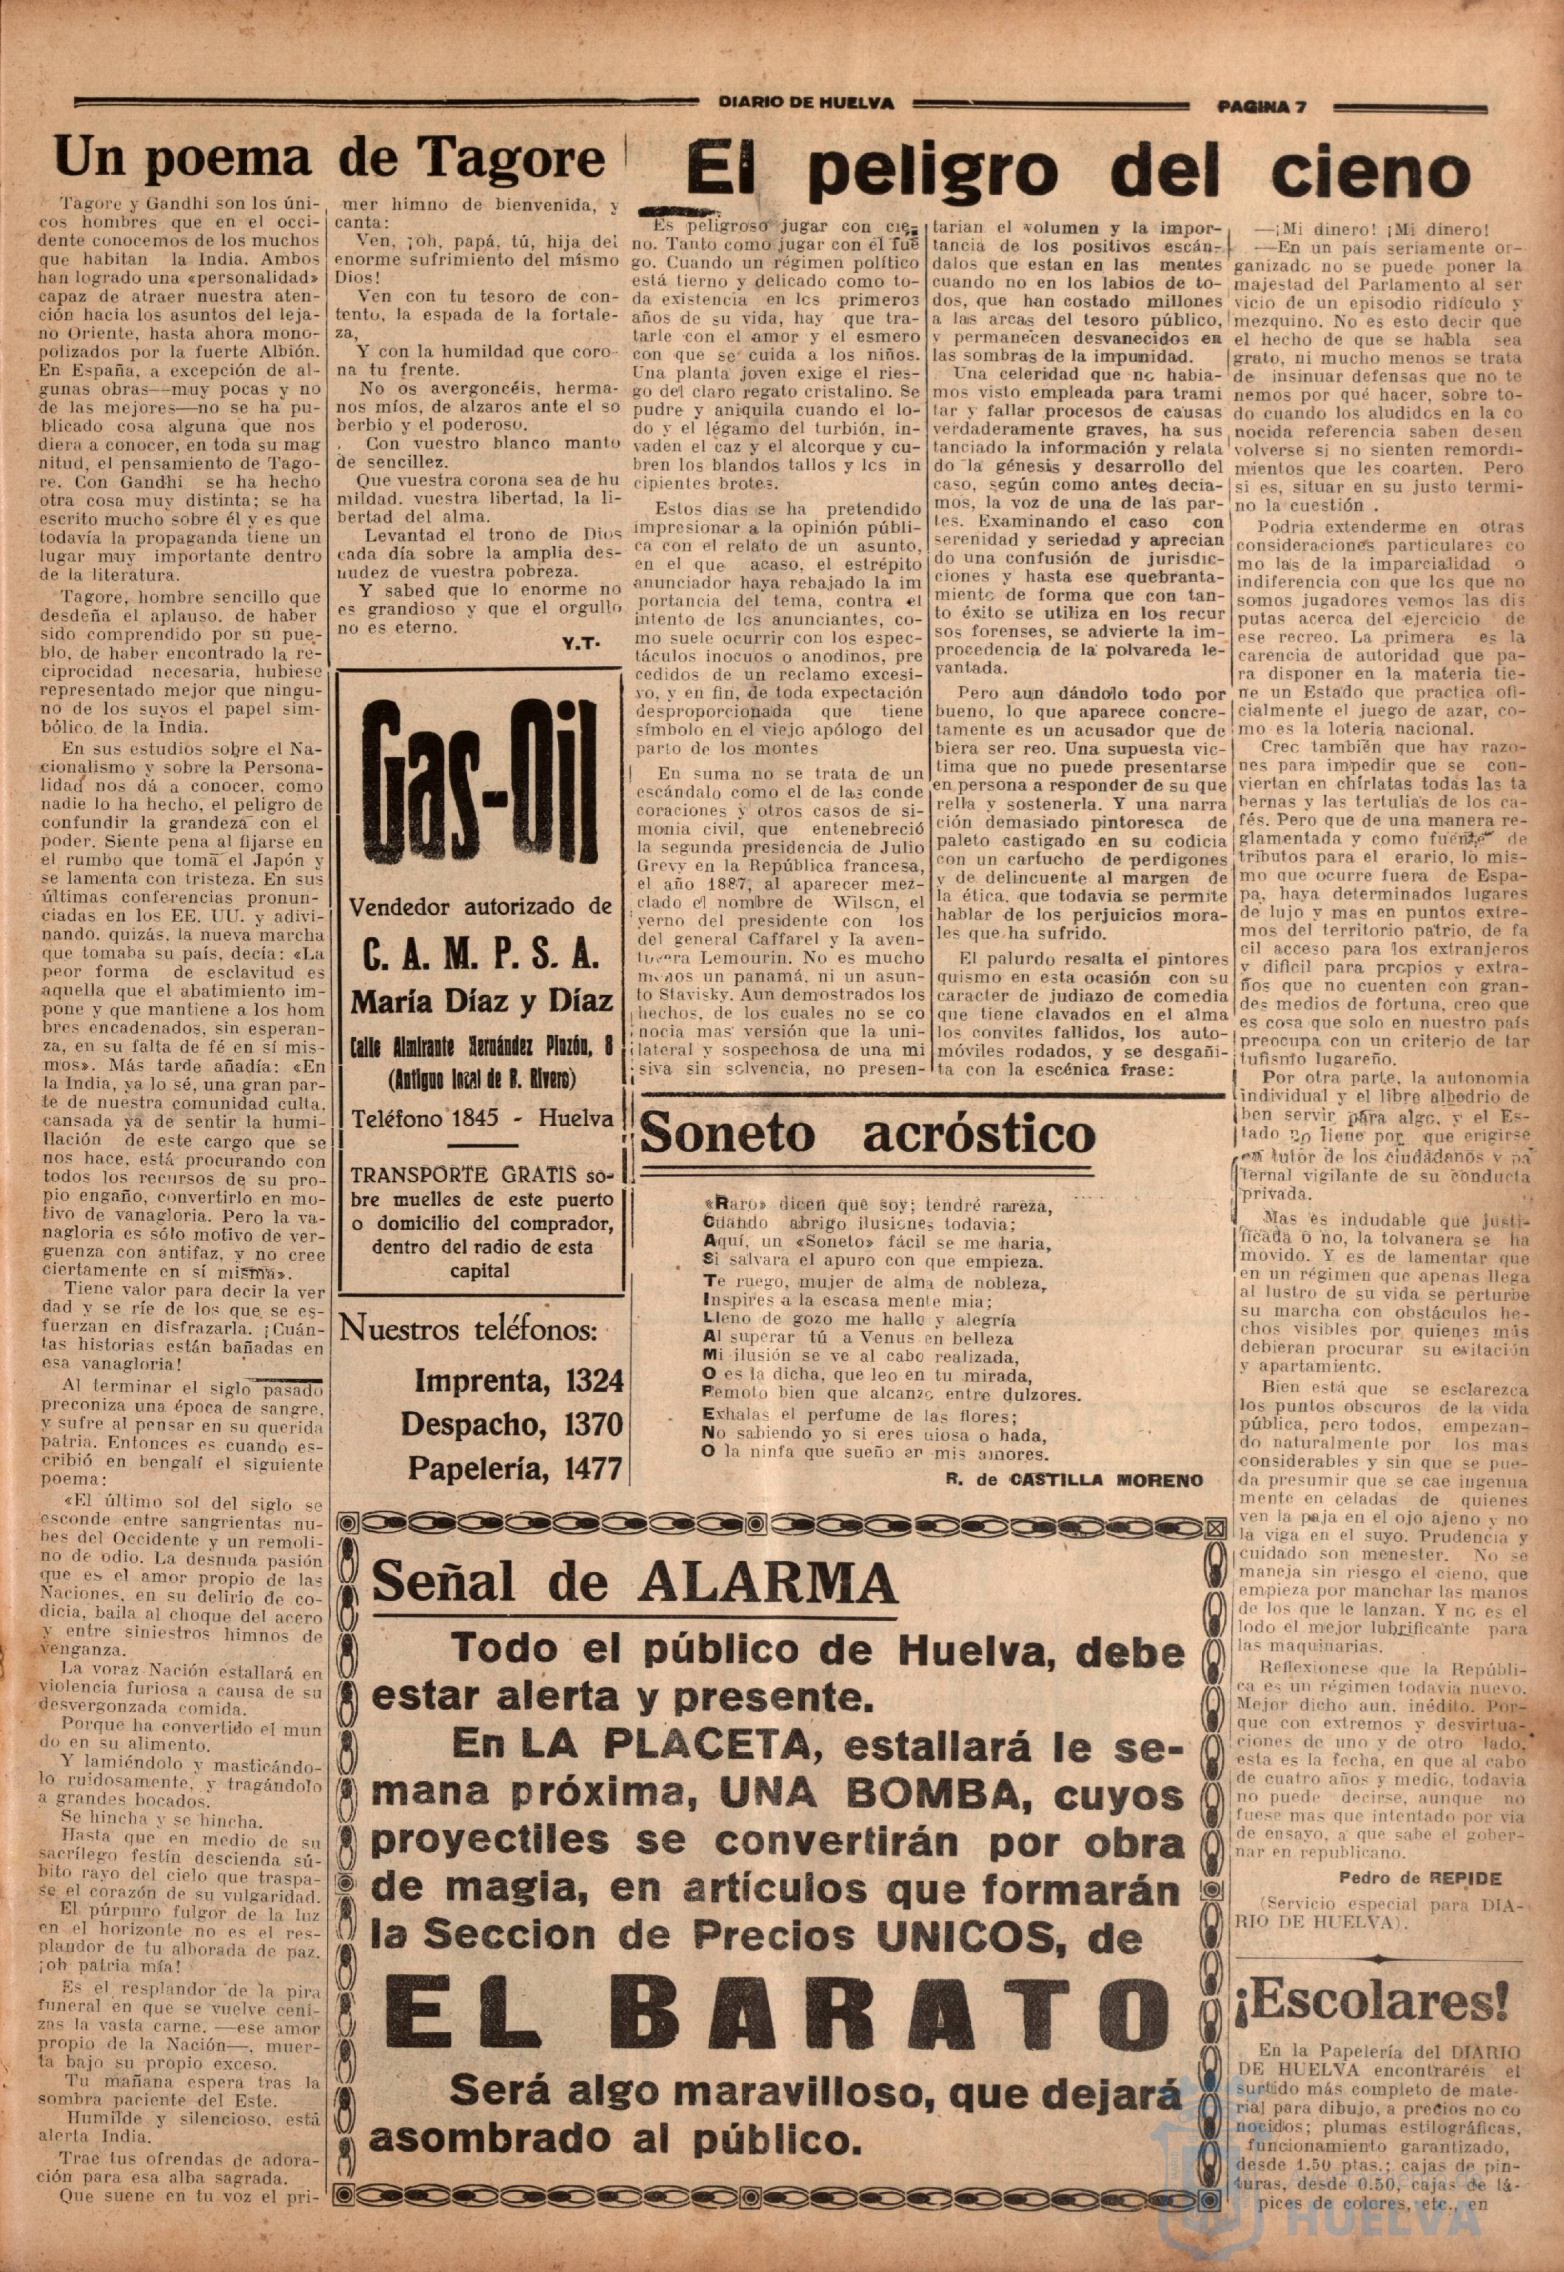 DIARIO DE HUELVA
PAGINA 7
Un poema de Tagore
Tagore y Gandhi son los úni-
cos hombres que en el occi-
dente conocemos de los muchos
que habitan la India. Ambos
han logrado una «personalidad»
capaz de atraer nuestra aten-
ción hacia los asuntos del leja-
no Oriente, hasta ahora mono-
polizados por la fuerte Albión.
En España, a excepción de al-
gunas obras—muy pocas y no
de las mejores—no se ha pu-
blicado cosa alguna que nos
diera a conocer, en toda su mag
nitud, el pensamiento de Tago-
re. Con Gandhi se ha hecho
otra cosa muy distinta; se ha
escrito mucho sobre él y es que
todavía la propaganda tiene un
lugar muy importante dentro
de la literatura.
Tagore, hombre sencillo que
desdeña el aplauso, de haber
sido comprendido por su pue-
blo, de haber encontrado la re-
ciprocidad necesaria, hubiese
representado mejor que ningu-
no de los suyos el papel sim-
bólico de la India.
En sus estudios sobre el Na-
cionalismo y sobre la Persona-
lidad nos dá a conocer, como
nadie lo ha hecho, el peligro de
confundir la grandeza con el
poder. Siente pena al fijarse en
el rumbo que toma el Japón y
se lamenta con tristeza. En sus
últimas conferencias pronun-
ciadas en los EE. UU. y adivi-
nando, quizás, la nueva marcha
que tomaba su país, decía: «La
peor forma de esclavitud es
aquella que el abatimiento im-
pone y que mantiene a los hom
bres encadenados, sin esperan-
za, en su falta de fé en sí mis-
mos». Más tarde añadía: «En
la India, ya lo sé, una gran par-
te de nuestra comunidad culta,
cansada ya de sentir la humi-
llación de este cargo que se
nos hace, está procurando con
todos los recursos de su pro-
pio engaño, convertirlo en mo-
tivo de vanagloria. Pero la va-
nagloria es sólo motivo de ver-
guenza con antifaz, y no cree
ciertamente en sí misma».
Tiene valor para decir la ver
dad y se ríe de los que se es-
fuerzan en disfrazarla. ¡Cuán-
tas historias están bañadas en
esa vanagloria!
Al terminar el siglo pasado
preconiza una época de sangre,
y sufre al pensar en su querida
patria. Entonces es cuando es-
cribió en bengalí el siguiente
poema:
«El último sol del siglo se
esconde entre sangrientas nu-
bes del Occidente y un remoli-
no de odio. La desnuda pasión
que es el amor propio de las
Naciones, en su delirio de co-
dicia, baila al choque del acero
y entre siniestros himnos de
venganza.
La voraz Nación estallará en
violencia furiosa a causa de su
desvergonzada comida.
Porque ha convertido el mun
do en su alimento.
Y lamiéndolo y masticándo-
lo ruidosamente, y tragándolo
a grandes bocados.
Se hincha y se hincha.
Hasta que en medio de su
sacrílego festín descienda sú-
bito rayo del cielo que traspa-
se el corazón de su vulgaridad.
El púrpuro fulgor de la luz
en el horizonte no es el res-
plandor de tu alborada de paz,
¡oh patria mía!
Es el resplandor de la pira
funeral en que se vuelve ceni-
zas la vasta carne, —ese amor
propio de la Nación—, muer-
ta bajo su propio exceso.
Tu mañana espera tras la
sombra paciente del Este.
Humilde y silencioso, está
alerta India.
Trae tus ofrendas de adora-
ción para esa alba sagrada.
Que suene en tu voz el pri-
mer himno de bienvenida, y
canta:
Ven, ¡oh, papá, tú, hija del
enorme sufrimiento del mismo
Dios!
Ven con tu tesoro de con-
tento, la espada de la fortale-
za,
Y con la humildad que coro-
na tu frente.
No os avergoncéis, herma-
nos míos, de alzaros ante el so
berbio y el poderoso.
Con vuestro blanco manto
de sencillez.
Que vuestra corona sea de hu
mildad, vuestra libertad, la li-
bertad del alma.
Levantad el trono de Dios
cada día sobre la amplia des-
nudez de vuestra pobreza.
Y sabed que lo enorme no
es grandioso y que el orgullo
no es eterno.
Y.T.
Gas-Oil
Vendedor autorizado de
C. A. M. P. S. A.
María Díaz y Díaz
Calle Almirante Hernández Pinzón, 8
(Antiguo local de R. Rivero)
Teléfono 1845 - Huelva
TRANSPORTE GRATIS so-
bre muelles de este puerto
o domicilio del comprador,
dentro del radio de esta
capital
Nuestros teléfonos:
Imprenta, 1324
Despacho, 1370
Papelería, 1477
El peligro del cieno
Es peligroso jugar con cie-
no. Tanto como jugar con él fue
go. Cuando un régimen político
está tierno y delicado como to-
da existencia en los primeros
años de su vida, hay que tra-
tarle con el amor y el esmero
con que se cuida a los niños.
Una planta joven exige el ries-
go del claro regato cristalino. Se
pudre y aniquila cuando el lo-
do y el légamo del turbión, in-
vaden el caz y el alcorque y cu-
bren los blandos tallos y los in
cipientes brotes.
Estos dias se ha pretendido
impresionar a la opinión públi-
ca con el relato de un asunto,
en el que acaso, el estrépito
anunciador haya rebajado la im
portancia del tema, contra el
intento de los anunciantes, co-
mo suele ocurrir con los espec-
táculos inocuos o anodinos, pre
cedidos de un reclamo excesi-
vo, y en fin, de toda expectación
desproporcionada que tiene
símbolo en el viejo apólogo del
parto de los montes
En suma no se trata de un
escándalo como el de las conde
coraciones y otros casos de si-
monia civil, que entenebreció
la segunda presidencia de Julio
Grevy en la República francesa,
el año 1887, al aparecer mez-
clado el nombre de Wilson, el
yerno del presidente con los
del general Caffarel y la aven-
turera Lemourin. No es mucho
menos un panamá, ni un asun-
to Stavisky. Aun demostrados los
hechos, de los cuales no se co
nocia mas versión que la uni-
lateral y sospechosa de una mi
siva sin solvencia, no presen-
tarian el volumen y la impor-
tancia de los positivos escán-
dalos que estan en las mentes
cuando no en los labios de to-
dos, que han costado millones
a las arcas del tesoro público,
y permanecen desvanecidos en
las sombras de la impunidad.
Una celeridad que no habia-
mos visto empleada para trami
tar y fallar procesos de causas
verdaderamente graves, ha sus
tanciado la información y relata
do la génesis y desarrollo del
caso, según como antes decia-
mos, la voz de una de las par-
tes. Examinando el caso con
serenidad y seriedad y aprecian
do una confusión de jurisdic-
ciones y hasta ese quebranta-
miento de forma que con tan-
to éxito se utiliza en los recur
sos forenses, se advierte la im-
procedencia de la polvareda le-
vantada.
Pero aun dándolo todo por
bueno, lo que aparece concre-
tamente es un acusador que de
biera ser reo. Una supuesta vic-
tima que no puede presentarse
en persona a responder de su que
rella y sostenerla. Y una narra
ción demasiado pintoresca de
paleto castigado en su codicia
con un cartucho de perdigones
y de delincuente al margen de
la ética, que todavia se permite
hablar de los perjuicios mora-
les que ha sufrido.
El palurdo resalta el pintores
quismo en esta ocasión con su
caracter de judiazo de comedia
que tiene clavados en el alma
los convites fallidos, los auto-
móviles rodados, y se desgañi-
ta con la escénica frase:
—¡Mi dinero! ¡Mi dinero!
—En un país seriamente or-
ganizado no se puede poner la
majestad del Parlamento al ser
vicio de un episodio ridículo y
mezquino. No es esto decir que
el hecho de que se habla sea
grato, ni mucho menos se trata
de insinuar defensas que no te
nemos por qué hacer, sobre to-
do cuando los aludidos en la co
nocida referencia saben desen
volverse si no sienten remordi-
mientos que les coarten. Pero
si es, situar en su justo termi-
no la cuestión .
Podria extenderme en otras
consideraciones particulares co
mo las de la imparcialidad o
indiferencia con que los que no
somos jugadores vemos las dis
putas acerca del ejercicio de
ese recreo. La primera es la
carencia de autoridad que pa-
ra disponer en la materia tie-
ne un Estado que practica ofi-
cialmente el juego de azar, co-
mo es la loteria nacional.
Creo también que hay razo-
nes para impedir que se con-
viertan en chirlatas todas las ta
bernas y las tertulias de los ca-
fés. Pero que de una manera re-
glamentada y como fuente de
tributos para el erario, lo mis-
mo que ocurre fuera de Espa-
pa, haya determinados lugares
de lujo y mas en puntos extre-
mos del territorio patrio, de fa
cil acceso para los extranjeros
y dificil para propios y extra-
ños que no cuenten con gran-
des medios de fortuna, creo que
es cosa que solo en nuestro país
preocupa con un criterio de tar
tufismo lugareño.
Por otra parte, la autonomia
individual y el libre albedrio de
ben servir para algo, y el Es-
tado no tiene por que erigirse
en tutor de los ciudadanos y pa
ternal vigilante de su conducta
privada.
Mas es indudable que justi-
ficada o no, la tolvanera se ha
movido. Y es de lamentar que
en un régimen que apenas llega
al lustro de su vida se perturbe
su marcha con obstáculos he-
chos visibles por quienes más
debieran procurar su evitación
y apartamiento.
Bien está que se esclarezca
los puntos obscuros de la vida
pública, pero todos, empezan-
do naturalmente por los mas
considerables y sin que se pue-
da presumir que se cae ingenua
mente en celadas de quienes
ven la paja en el ojo ajeno y no
la viga en el suyo. Prudencia y
cuidado son menester. No se
maneja sin riesgo el cieno, que
empieza por manchar las manos
de los que le lanzan. Y no es el
lodo el mejor lubrificante para
las maquinarias.
Reflexionese que la Repúbli-
ca es un régimen todavia nuevo.
Mejor dicho aun, inédito. Por-
que con extremos y desvirtua-
ciones de uno y de otro lado,
esta es la fecha, en que al cabo
de cuatro años y medio, todavia
no puede decirse, aunque no
fuese mas que intentado por via
de ensayo, a que sabe el gober-
nar en republicano.
Pedro de REPIDE
(Servicio especial para DIA-
RIO DE HUELVA).
Soneto acróstico
«Raro» dicen que soy; tendré rareza,
Cuando abrigo ilusiones todavia;
Aquí, un «Soneto» fácil se me haria,
Si salvara el apuro con que empieza.
Te ruego, mujer de alma de nobleza,
Inspires a la escasa mente mia;
Lleno de gozo me hallo y alegría
Al superar tú a Venus en belleza
Mi ilusión se ve al cabo realizada,
O es la dicha, que leo en tu mirada,
Remoto bien que alcanzo entre dulzores.
Exhalas el perfume de las flores;
No sabiendo yo si eres diosa o hada,
O la ninfa que sueño en mis amores.
R. de CASTILLA MORENO
Señal de ALARMA
Todo el público de Huelva, debe
estar alerta y presente.
En LA PLACETA, estallará le se-
mana próxima, UNA BOMBA, cuyos
proyectiles se convertirán por obra
de magia, en artículos que formarán
la Seccion de Precios UNICOS, de
EL BARATO
Será algo maravilloso, que dejará
asombrado al público.
¡Escolares!
En la Papelería del DIARIO
DE HUELVA encontraréis el
surtido más completo de mate-
rial para dibujo, a precios no co
nocidos; plumas estilográficas,
funcionamiento garantizado,
desde 1.50 ptas.; cajas de pin-
turas, desde 0.50, cajas de lá-
pices de colores, etc., en
HUELVA